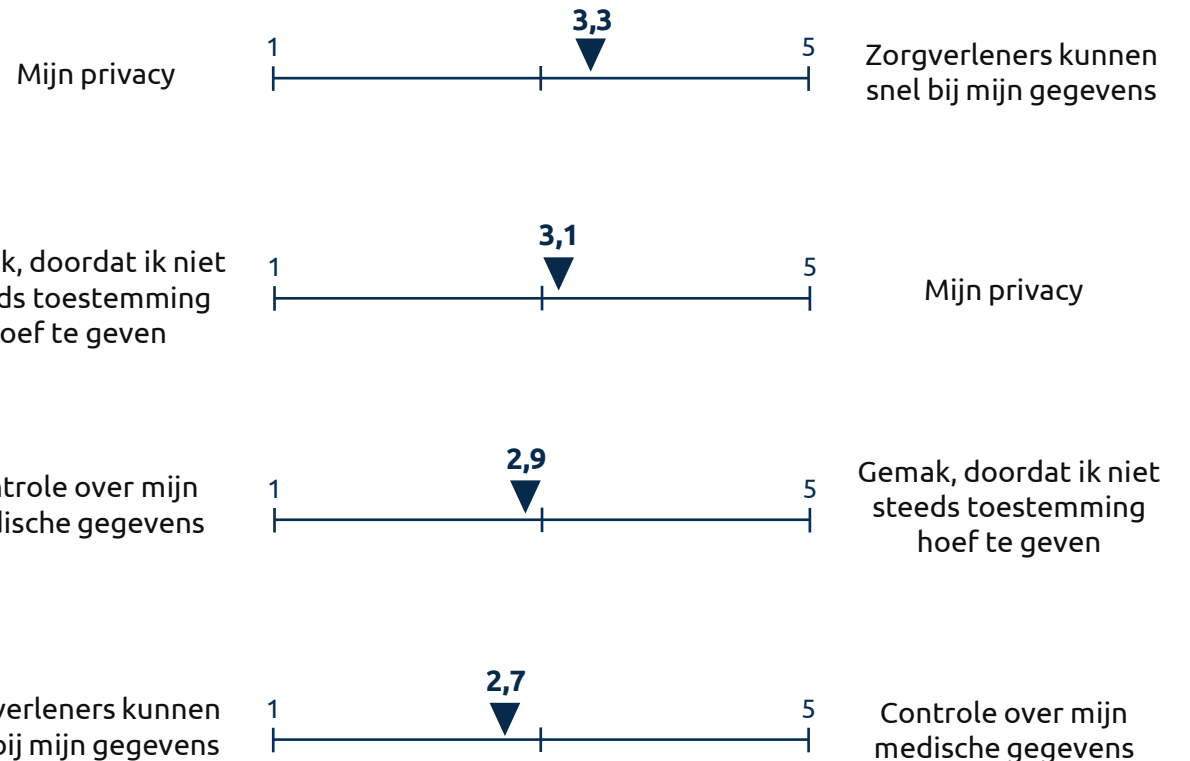 3,3
1
5
Mijn privacy
Zorgverleners kunnen
snel bij mijn gegevens
3,1
k, doordat ik niet
ds toestemming
oef te geven
1
5
Mijn privacy
2,9
ntrole over mijn
dische gegevens
1
5
Gemak, doordat ik niet
steeds toestemming
hoef te geven
2,7
verleners kunnen
bij mijn gegevens
1
5
Controle over mijn
medische gegevens